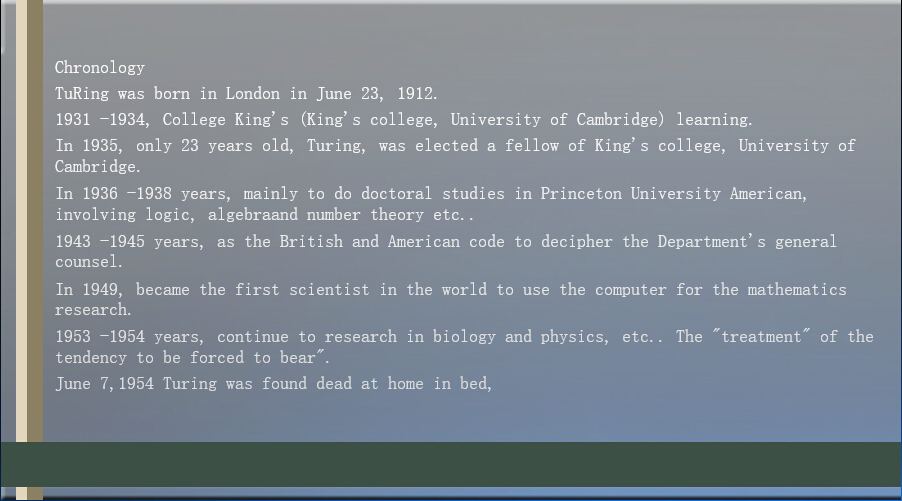 Chronology
TuRing was born in London in June 23, 1912.
1931 -1934, College King's (King's college, University of Cambridge) learning.
In 1935, only 23 years old, Turing, was elected a fellow of King's college, University of
Cambridge.
In 1936 -1938 years, mainly to do doctoral studies in Princeton University American,
involving logic, algebraand number theory etc..
1943 -1945 years, as the British and American code to decipher the Department's general
counsel.
In 1949, became the first scientist in the world to use the computer for the mathematics
research.
1953 -1954 years, continue to research in biology and physics, etc.. The "treatment" of the
tendency to be forced to bear".
June 7,1954 Turing was found dead at home in bed,